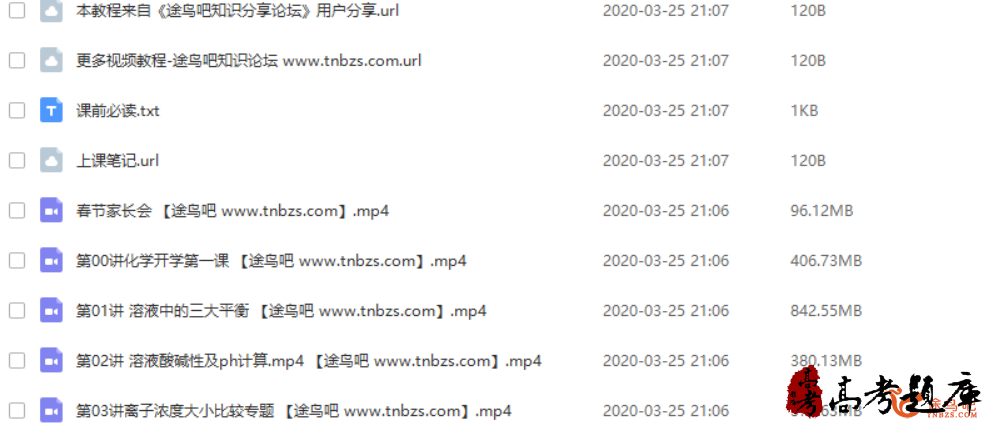 本教程来自《途鸟吧知识分享论坛》用户分享.url 2020-03-25 21:07 120B
更多视频教程-途鸟吧知识论坛 www.tnbzs.com.url 2020-03-25 21:07 120B
T 课前必读.txt 2020-03-25 21:07 1KB
上课笔记.url 2020-03-25 21:07 120B
春节家长会 【途鸟吧 www.tnbzs.com】.mp4 2020-03-25 21:06 96.12MB
第00讲化学开学第一课 【途鸟吧 www.tnbzs.com】.mp4 2020-03-25 21:06 406.73MB
第01讲 溶液中的三大平衡 【途鸟吧 www.tnbzs.com】.mp4 2020-03-25 21:06 842.55MB
第02讲 溶液酸碱性及ph计算.mp4 【途鸟吧 www.tnbzs.com】.mp4 2020-03-25 21:06 380.13MB
第03讲离子浓度大小比较专题 【途鸟吧 www.tnbzs.com】.mp4 2020-03-25 21:06
高考 高考题库
途鸟吧
TNBZS.COM